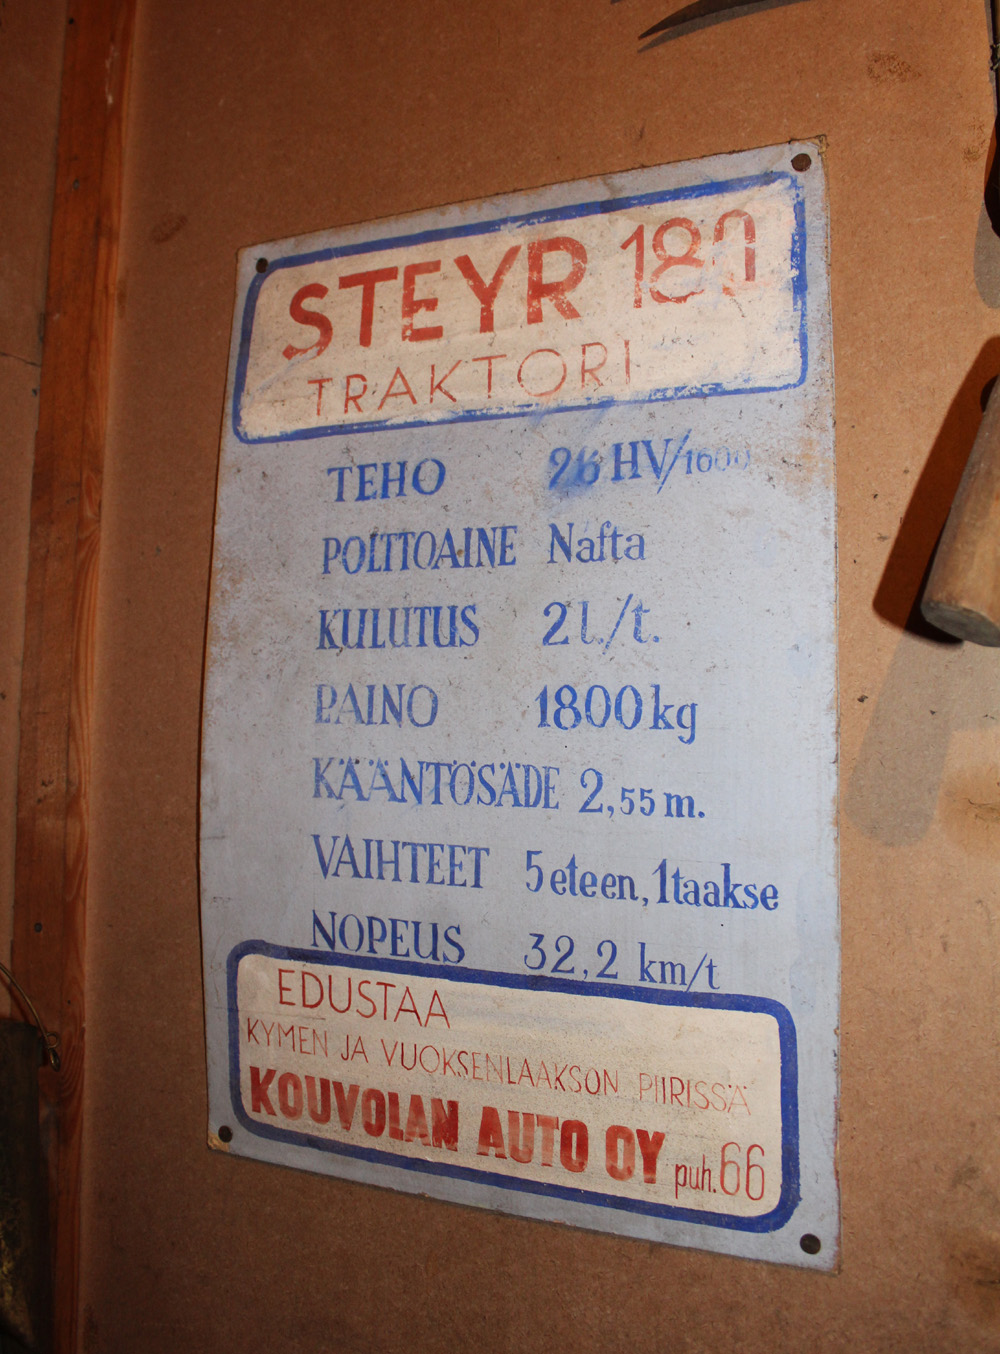 STEYR 180
TRAKTORI
TEHO 26 HV/1600
POLTTOAINE Nafta
KULUTUS 2 l./t.
PAINO 1800 kg
KÄÄNTÖSÄDE 2,55 m.
VAIHTEET 5 eteen, 1 taakse
NOPEUS 32,2 km/t
EDUSTAA
KYMEN JA VUOKSENLAAKSON PIIRISSÄ
KOUVOLAN AUTO OY puh. 66